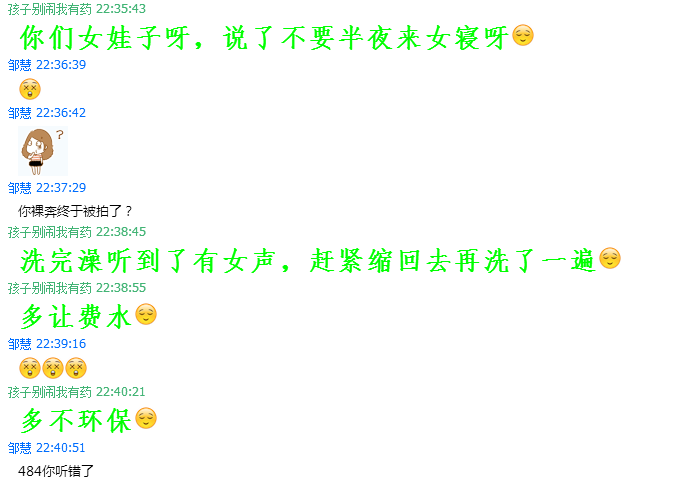 孩子别闹我有药 22:35:43
你们女娃子呀，说了不要半夜来女寝呀
邹慧 22:36:39
邹慧 22:36:42
?
邹慧 22:37:29
你裸奔终于被拍了？
孩子别闹我有药 22:38:45
洗完澡听到了有女声，赶紧缩回去再洗了一遍
孩子别闹我有药 22:38:55
多让费水
邹慧 22:39:16
孩子别闹我有药 22:40:21
多不环保
邹慧 22:40:51
484你听错了